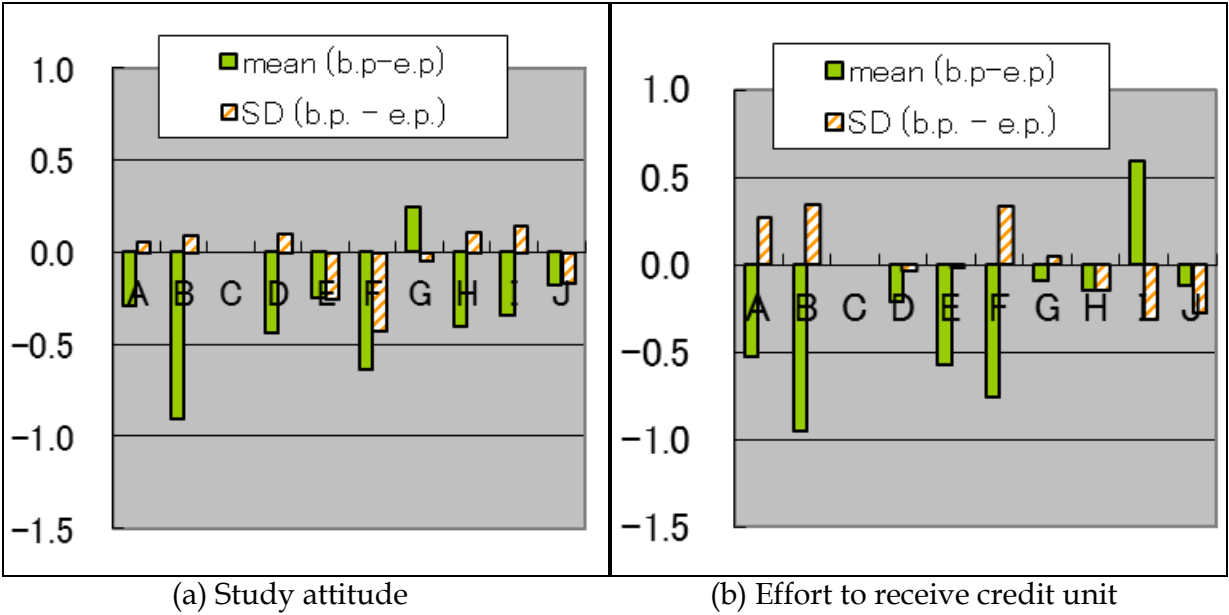 mean (b.p-e.p)
SD (b.p. - e.p.)
1.0
0.5
0.0
-0.5
-1.0
-1.5
A B C D E F G H I J
(a) Study attitude
mean (b.p-e.p)
SD (b.p. - e.p.)
1.0
0.5
0.0
-0.5
-1.0
-1.5
A B C D E F G H I J
(b) Effort to receive credit unit